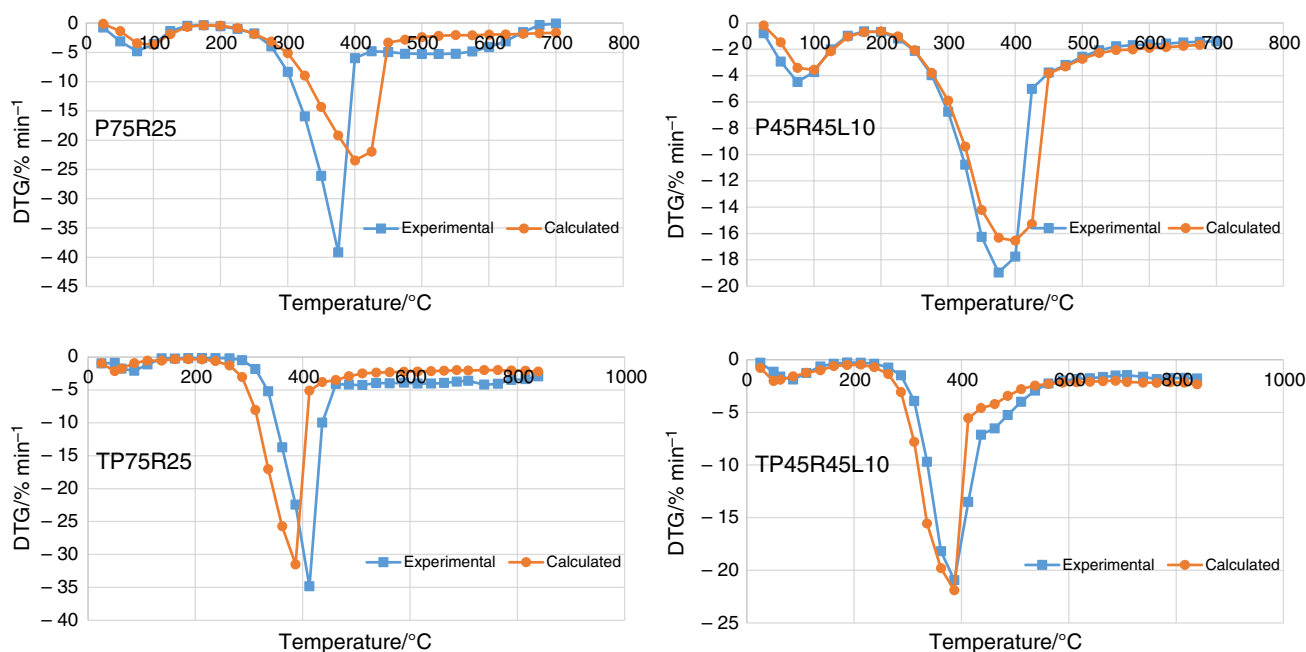 0
0 100 200 300 400 500 600 700 800
– 5
– 10
– 15
– 20
– 25
– 30
– 35
– 40
– 45
DTG/% min⁻¹
P75R25
Experimental Calculated
Temperature/°C
0
0 100 200 300 400 500 600 700 800
– 2
– 4
– 6
– 8
– 10
– 12
– 14
– 16
– 18
– 20
DTG/% min⁻¹
P45R45L10
Experimental Calculated
Temperature/°C
0
0 200 400 600 800 1000
– 5
– 10
– 15
– 20
– 25
– 30
– 35
– 40
DTG/% min⁻¹
TP75R25
Experimental Calculated
Temperature/°C
0
0 200 400 600 800 1000
– 5
– 10
– 15
– 20
– 25
DTG/% min⁻¹
TP45R45L10
Experimental Calculated
Temperature/°C